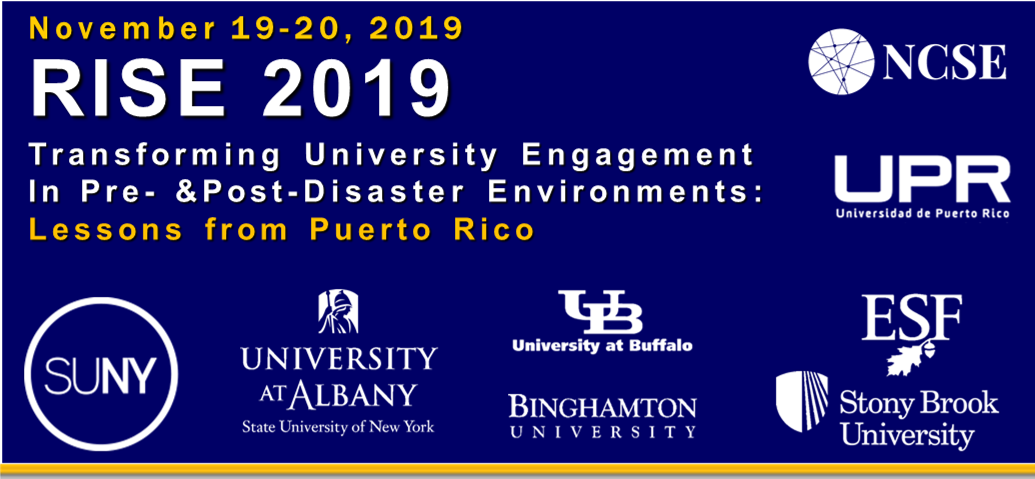 November 19-20, 2019
RISE 2019
Transforming University Engagement
In Pre- &Post-Disaster Environments:
Lessons from Puerto Rico
NCSE
UPR
Universidad de Puerto Rico
SUNY
UNIVERSITY
AT ALBANY
State University of New York
UB
University at Buffalo
BINGHAMTON
UNIVERSITY
ESF
Stony Brook
University